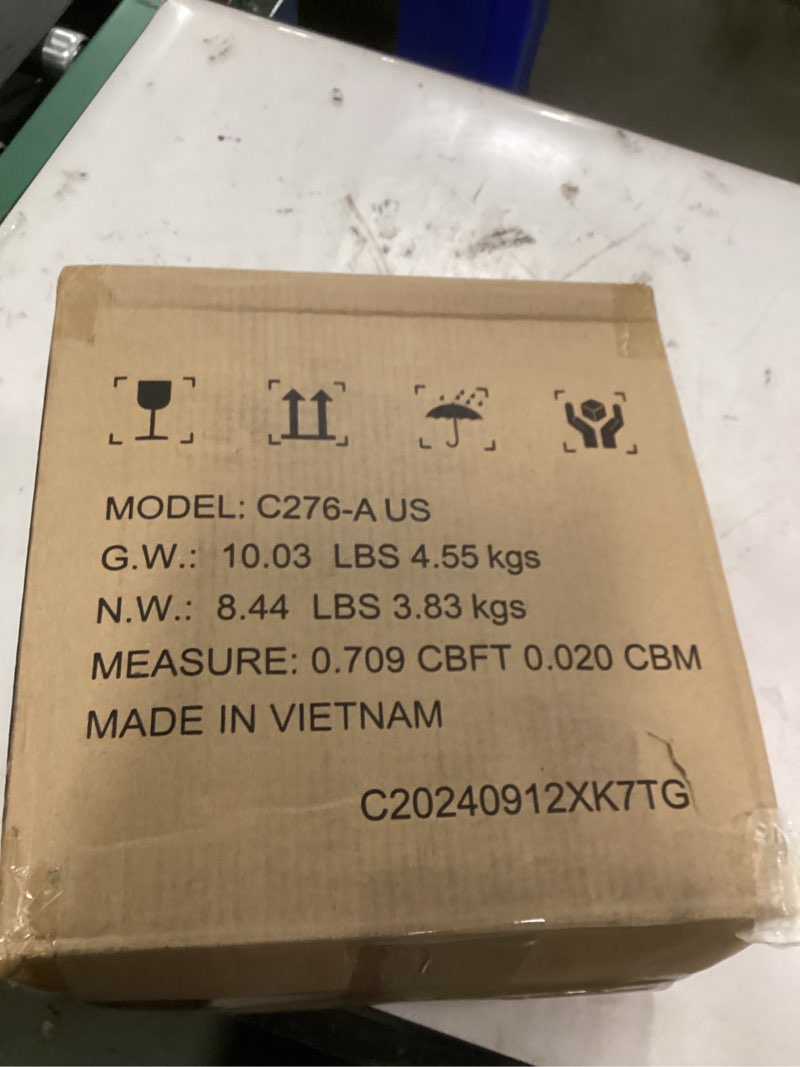 MODEL: C276-A US
G.W.: 10.03 LBS 4.55 kgs
N.W.: 8.44 LBS 3.83 kgs
MEASURE: 0.709 CBFT 0.020 CBM
MADE IN VIETNAM
C20240912XK7TG